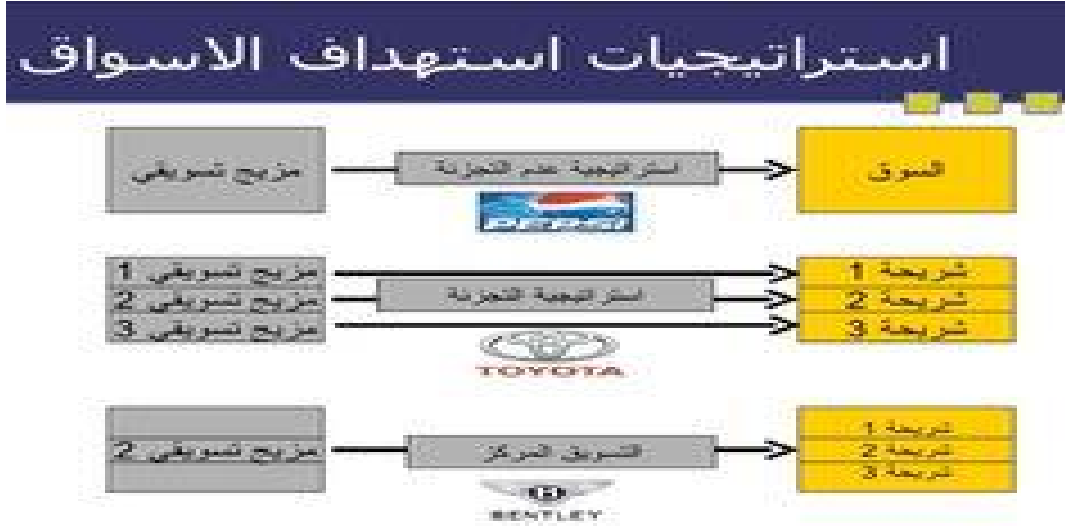 استراتيجيات استهداف الاسواق
مزيج تسويقي
استراتيجية عدم التجزئة
السوق
PEPSI
مزيج تسويقي 1
شريحة 1
مزيج تسويقي 2
استراتيجية التجزئة
شريحة 2
مزيج تسويقي 3
شريحة 3
TOYOTA
شريحة 1
مزيج تسويقي 2
التسويق المركز
شريحة 2
شريحة 3
B
BENTLEY